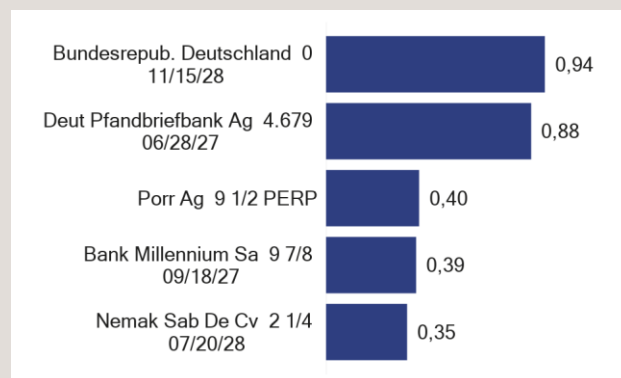 Bundesrepub. Deutschland 0
11/15/28
0,94
Deut Pfandbriefbank Ag 4.679
06/28/27
0,88
Porr Ag 9 1/2 PERP
0,40
Bank Millennium Sa 9 7/8
09/18/27
0,39
Nemak Sab De Cv 2 1/4
07/20/28
0,35